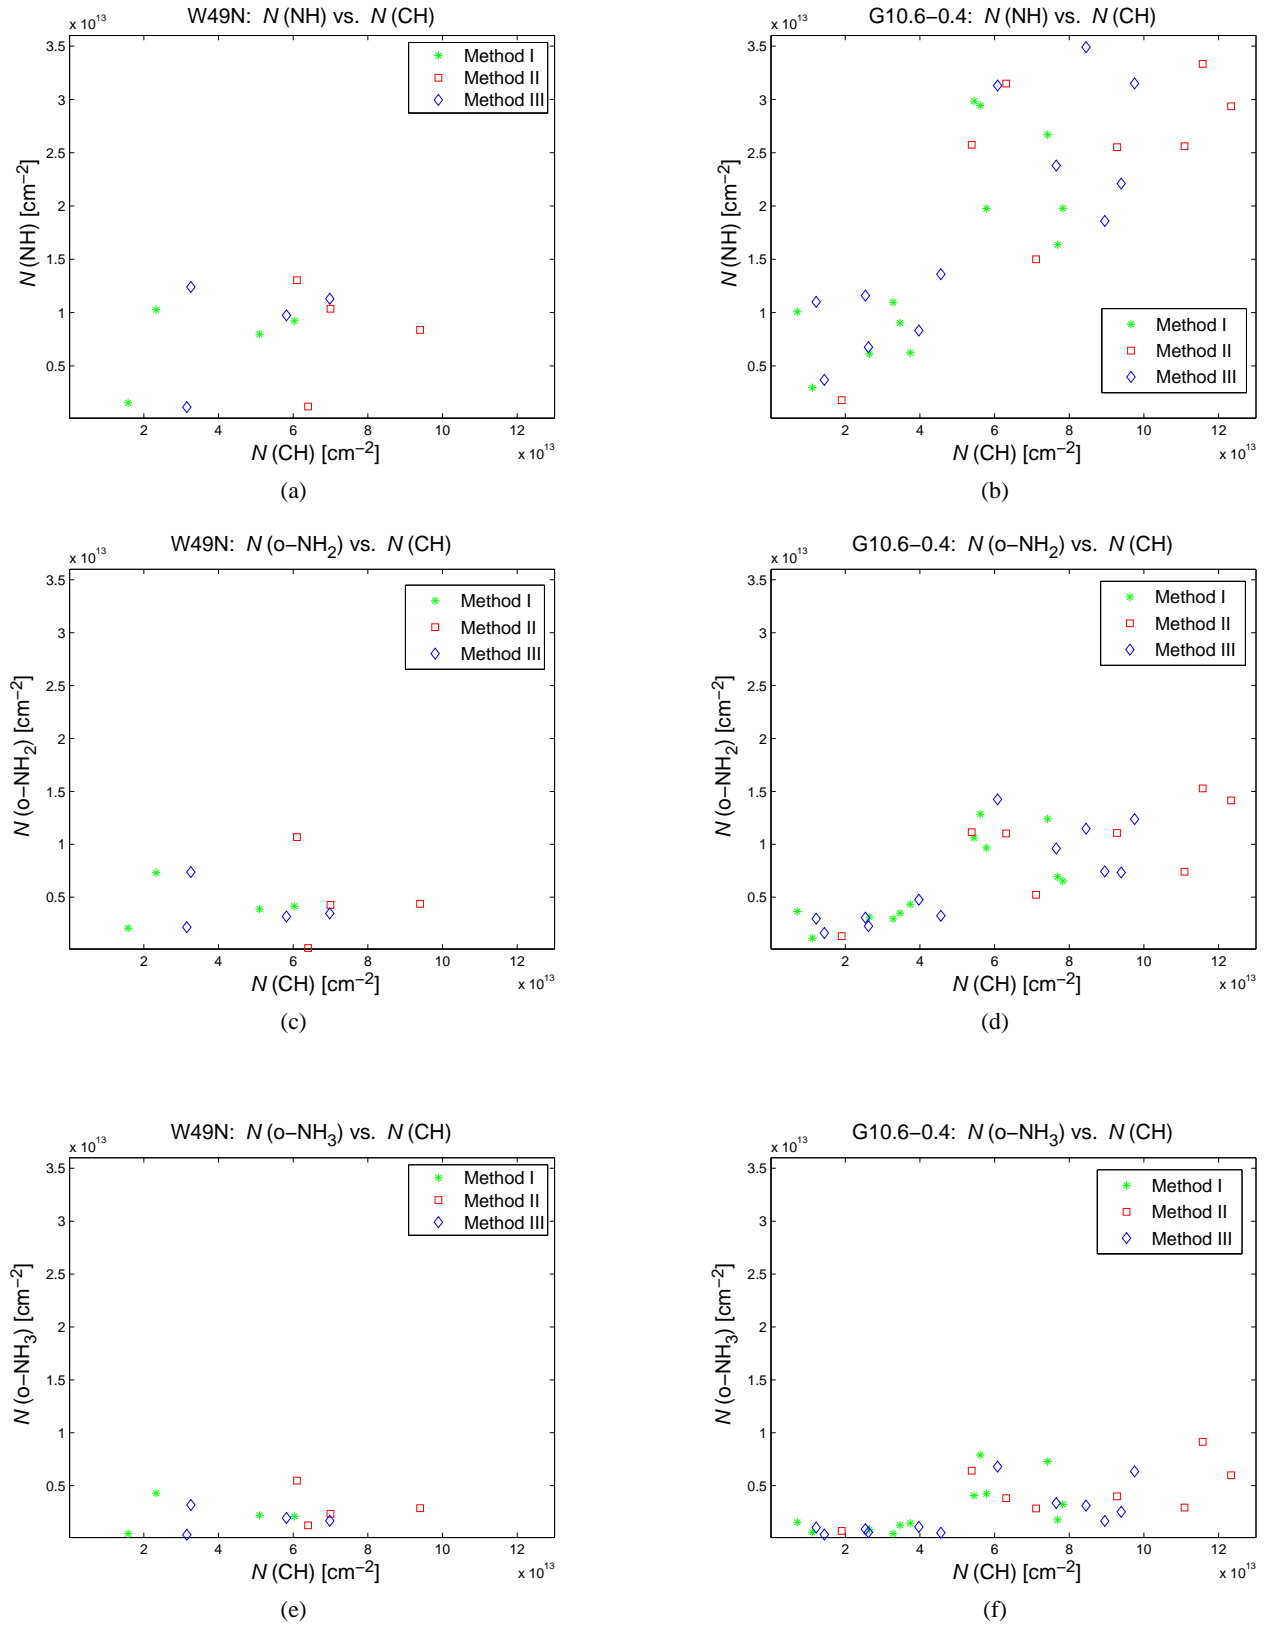 W49N: N (NH) vs. N (CH)
x 10^13
3.5
3
2.5
2
1.5
1
0.5
N (NH) [cm−2]
Method I
Method II
Method III
2 4 6 8 10 12
N (CH) [cm−2]
x 10^13
(a)
G10.6−0.4: N (NH) vs. N (CH)
x 10^13
3.5
3
2.5
2
1.5
1
0.5
N (NH) [cm−2]
Method I
Method II
Method III
2 4 6 8 10 12
N (CH) [cm−2]
x 10^13
(b)
W49N: N (o−NH2) vs. N (CH)
x 10^13
3.5
3
2.5
2
1.5
1
0.5
N (o−NH2) [cm−2]
Method I
Method II
Method III
2 4 6 8 10 12
N (CH) [cm−2]
x 10^13
(c)
G10.6−0.4: N (o−NH2) vs. N (CH)
x 10^13
3.5
3
2.5
2
1.5
1
0.5
N (o−NH2) [cm−2]
Method I
Method II
Method III
2 4 6 8 10 12
N (CH) [cm−2]
x 10^13
(d)
W49N: N (o−NH3) vs. N (CH)
x 10^13
3.5
3
2.5
2
1.5
1
0.5
N (o−NH3) [cm−2]
Method I
Method II
Method III
2 4 6 8 10 12
N (CH) [cm−2]
x 10^13
(e)
G10.6−0.4: N (o−NH3) vs. N (CH)
x 10^13
3.5
3
2.5
2
1.5
1
0.5
N (o−NH3) [cm−2]
Method I
Method II
Method III
2 4 6 8 10 12
N (CH) [cm−2]
x 10^13
(f)